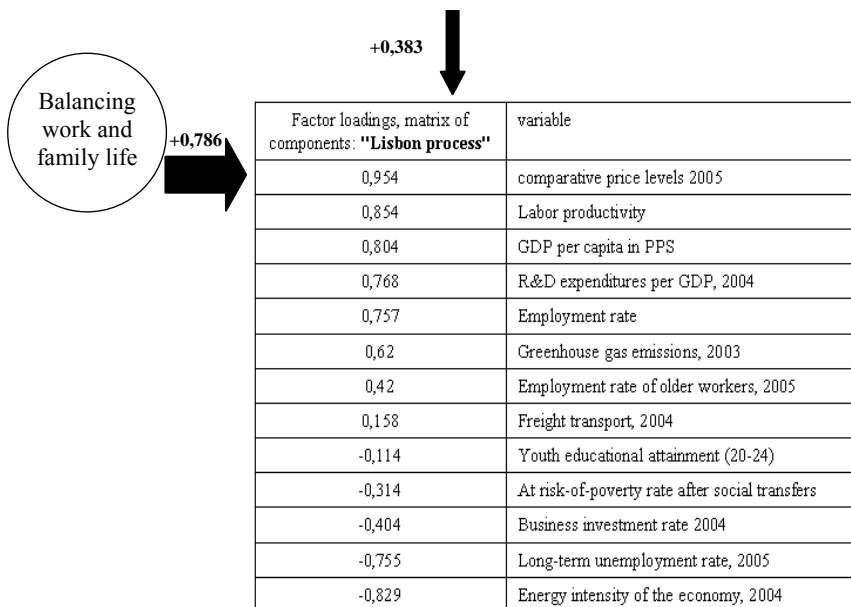 +0,383
Balancing
work and
family life
+0,786
Factor loadings, matrix of
components: "Lisbon process"
variable
0,954 comparative price levels 2005
0,854 Labor productivity
0,804 GDP per capita in PPS
0,768 R&D expenditures per GDP, 2004
0,757 Employment rate
0,62 Greenhouse gas emissions, 2003
0,42 Employment rate of older workers, 2005
0,158 Freight transport, 2004
-0,114 Youth educational attainment (20-24)
-0,314 At risk-of-poverty rate after social transfers
-0,404 Business investment rate 2004
-0,755 Long-term unemployment rate, 2005
-0,829 Energy intensity of the economy, 2004